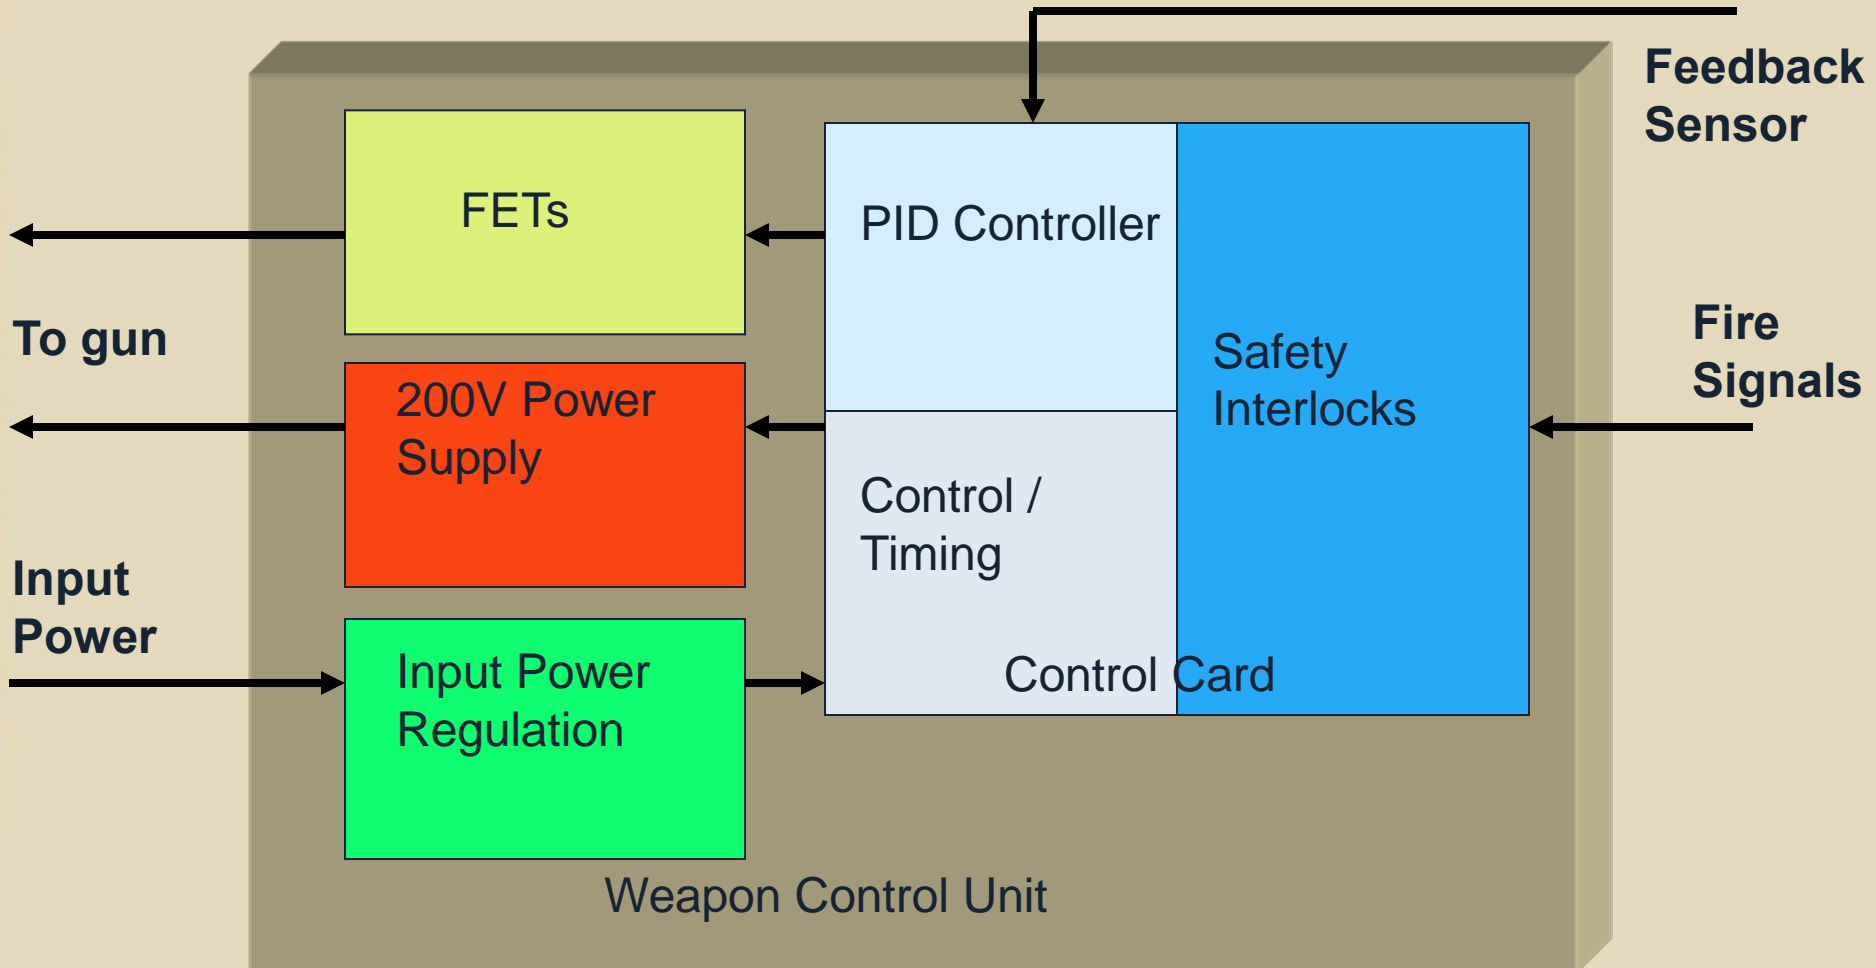 Feedback
Sensor
FETs
PID Controller
To gun
Safety
Interlocks
Fire
Signals
200V Power
Supply
Control /
Timing
Input
Power
Input Power
Regulation
Control Card
Weapon Control Unit